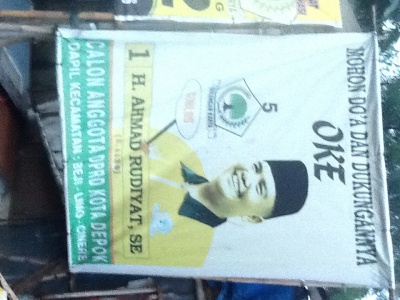 MOHON DO'A DAN DUKUNGANNYA
OKE
5
1
H. AHMAD RUDIYAT, SE
CALON ANGGOTA DPRD KOTA DEPOK
DAPIL KECAMATAN : BEJI - LIMO - CINERE